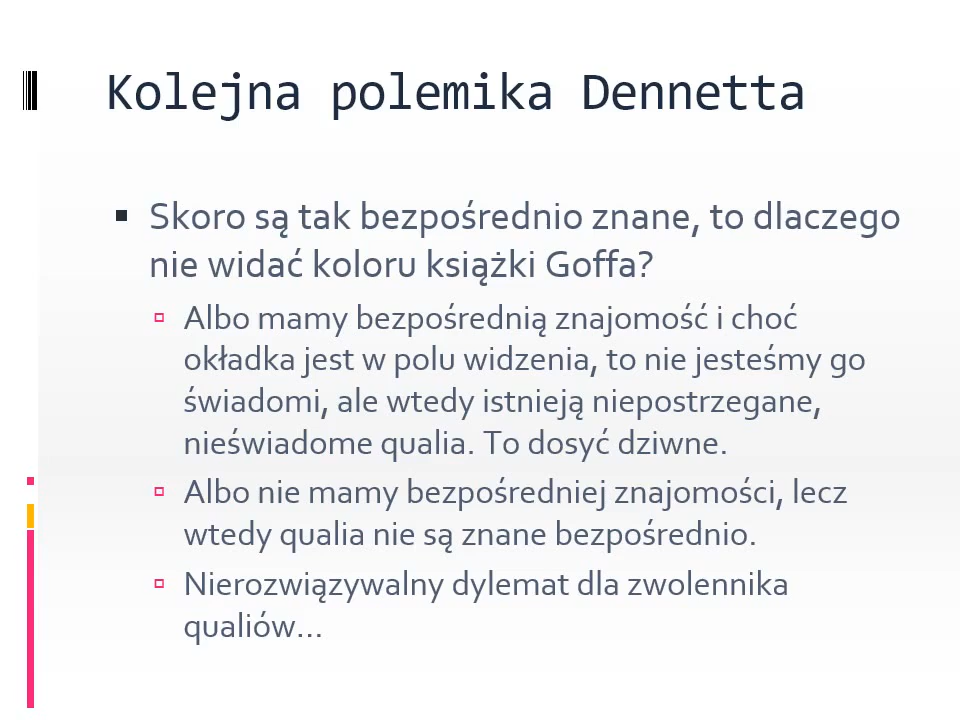 Kolejna polemika Dennetta
Skoro są tak bezpośrednio znane, to dlaczego
nie widać koloru książki Goffa?
Albo mamy bezpośrednią znajomość i choć
okładka jest w polu widzenia, to nie jesteśmy go
świadomi, ale wtedy istnieją niepostrzegane,
nieświadome qualia. To dosyć dziwne.
Albo nie mamy bezpośredniej znajomości, lecz
wtedy qualia nie są znane bezpośrednio.
Nierozwiązywalny dylemat dla zwolennika
qualiów...